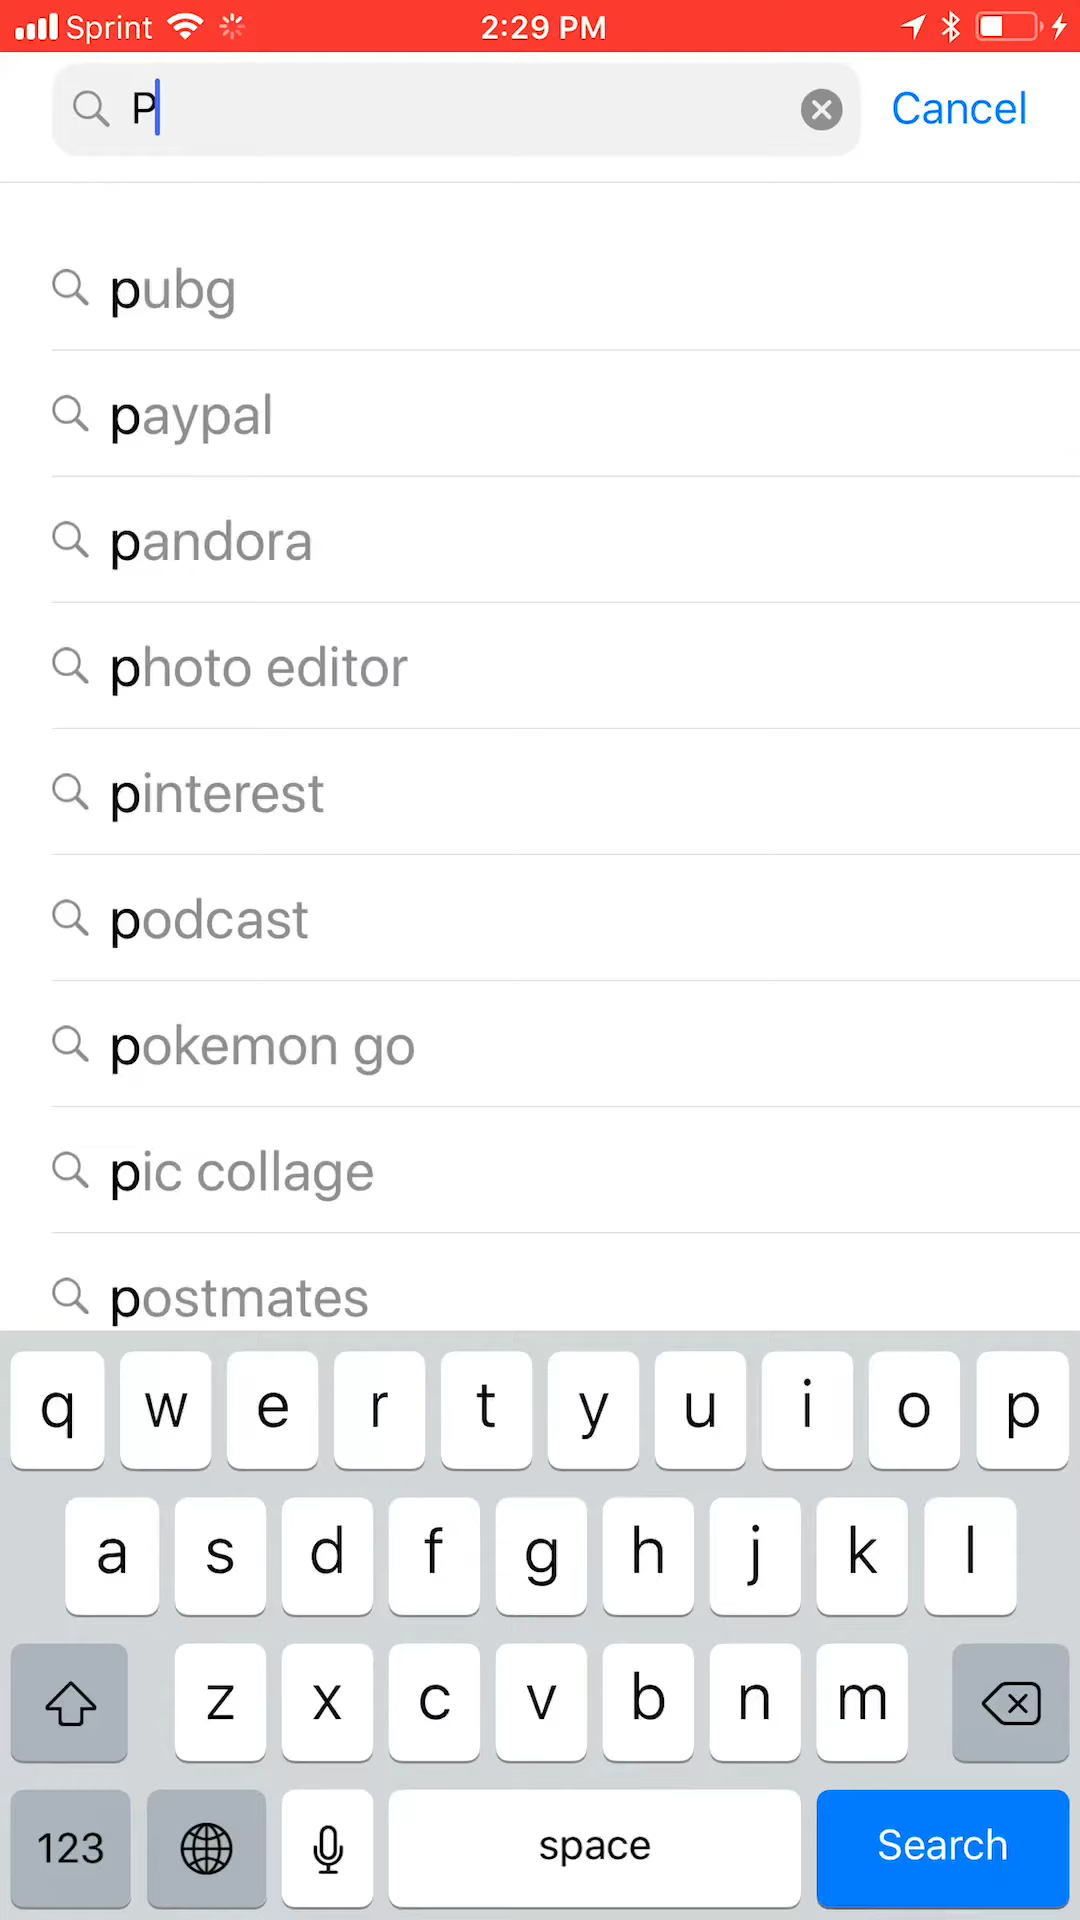 Sprint 2:29 PM
P Cancel
pubg
paypal
pandora
photo editor
pinterest
podcast
pokemon go
pic collage
postmates
q w e r t y u i o p
a s d f g h j k l
z x c v b n m
123 space Search